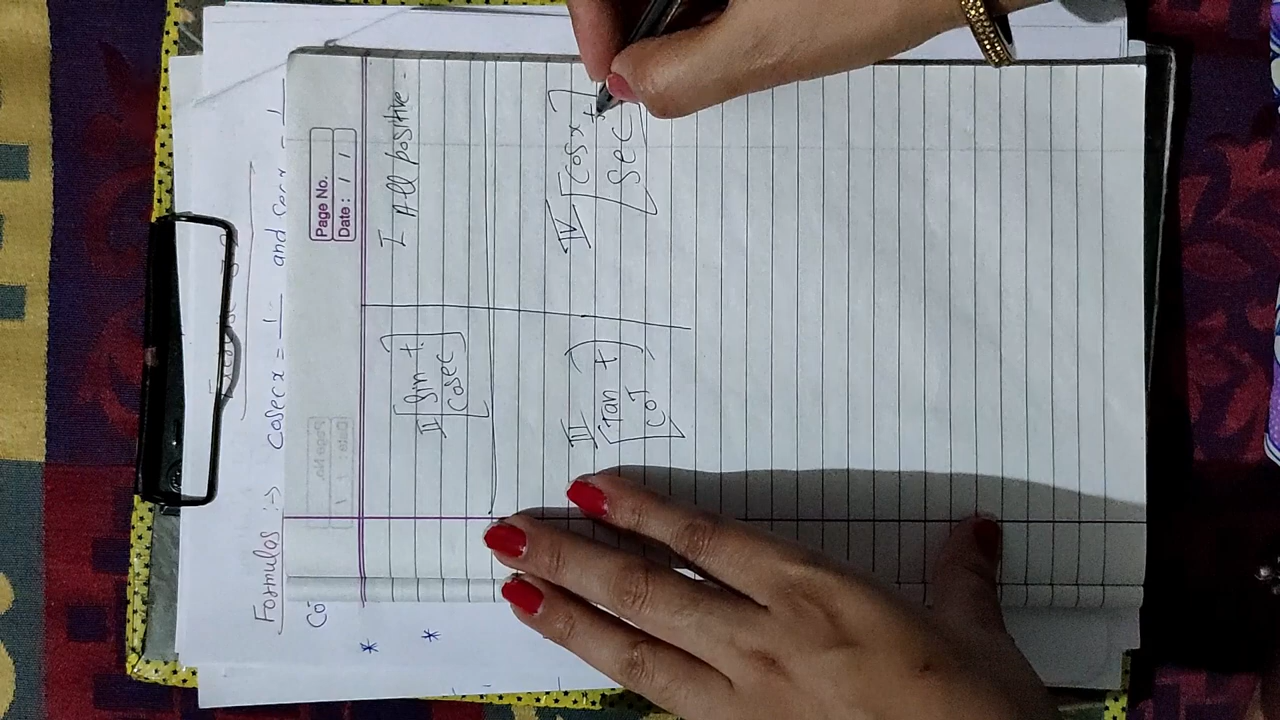 Formulas :→ Cosec x = 1 and Sec x = 1
Co
*
*
Page No.
Date : / /
I All positive.
II [Sin +
Cosec]
III [Tan +
Cot]
IV [Cos x +
Sec]